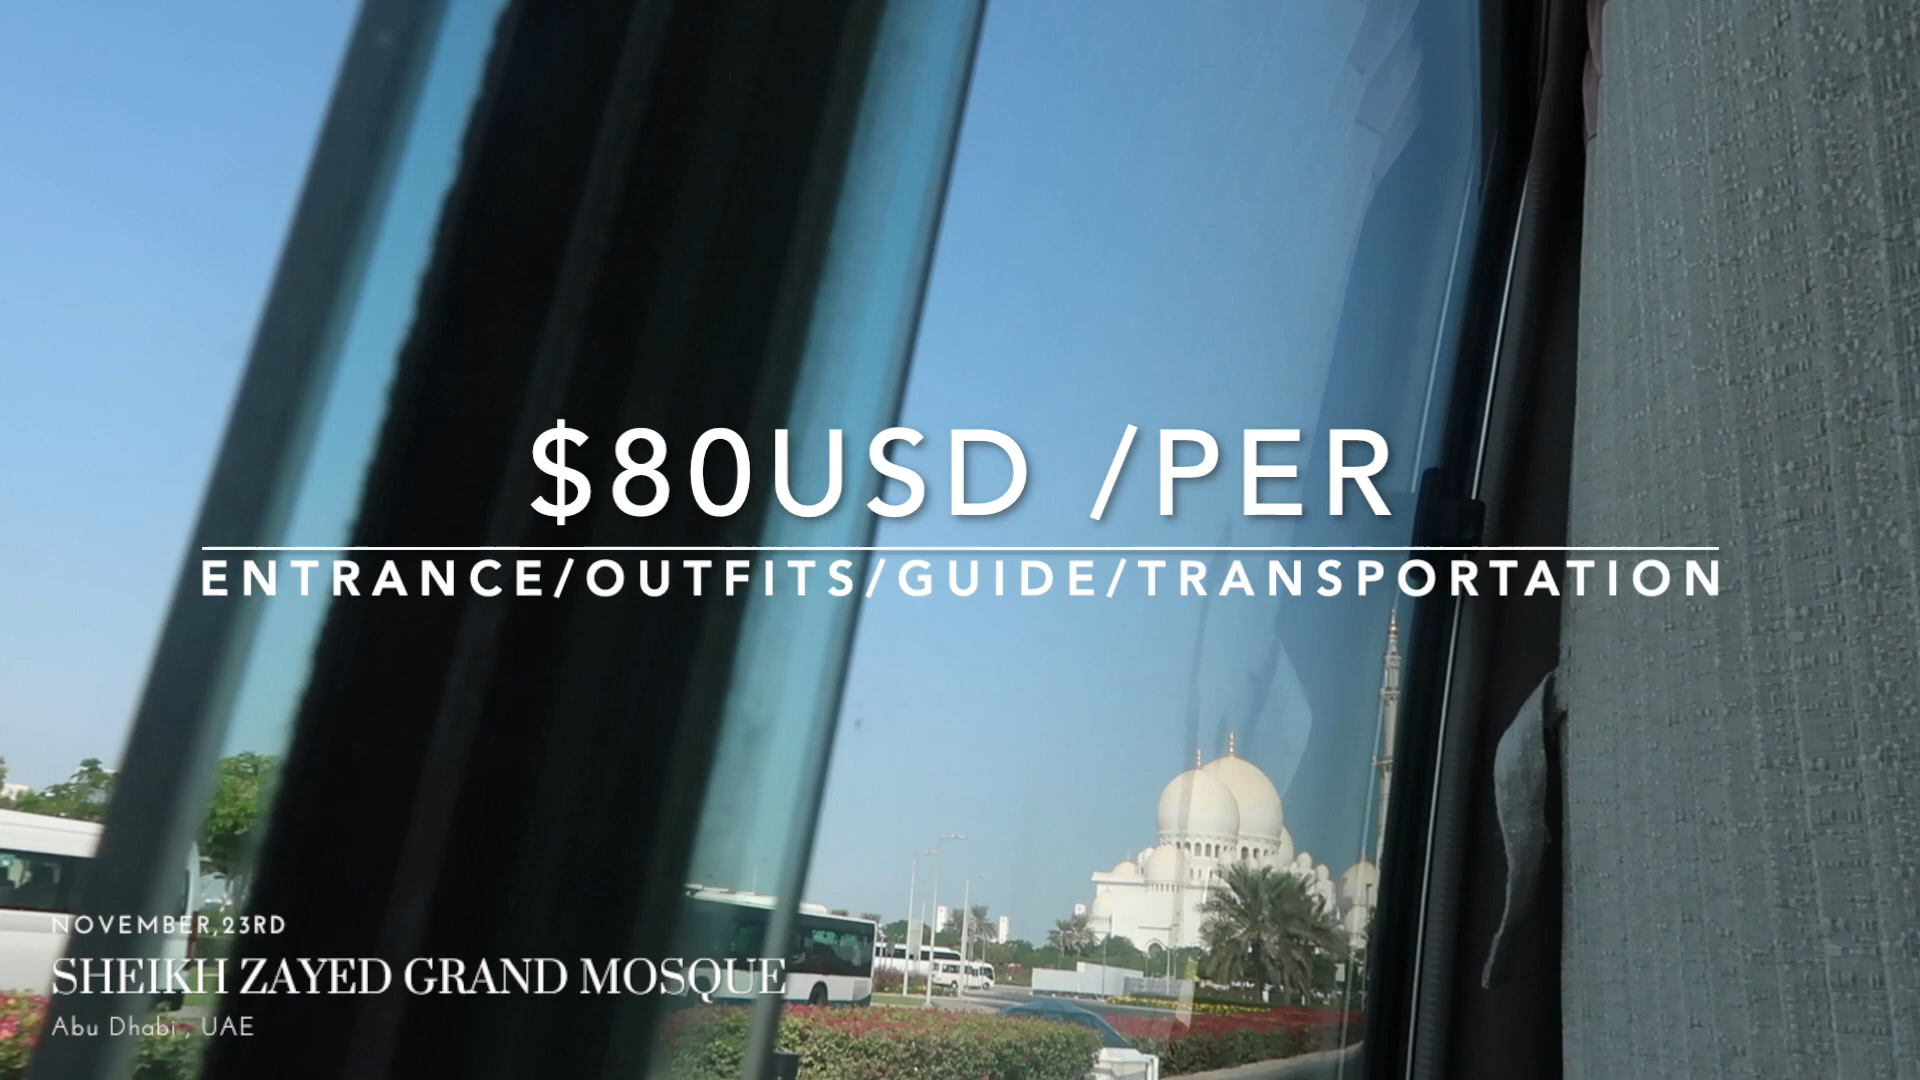 $80USD /PER
ENTRANCE/OUTFITS/GUIDE/TRANSPORTATION
NOVEMBER,23RD
SHEIKH ZAYED GRAND MOSQUE
Abu Dhabi , UAE